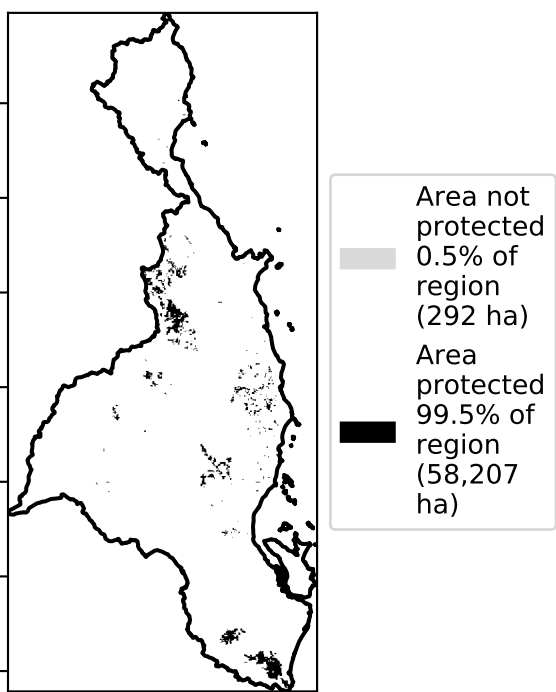 Area not
protected
0.5% of
region
(292 ha)
Area
protected
99.5% of
region
(58,207
ha)